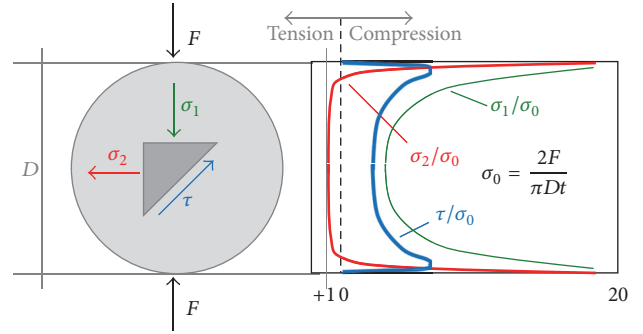 Tension Compression
F
D
σ1
σ2
τ
F
σ1/σ0
σ2/σ0
τ/σ0
σ0 = 2F/πDt
+1 0 20